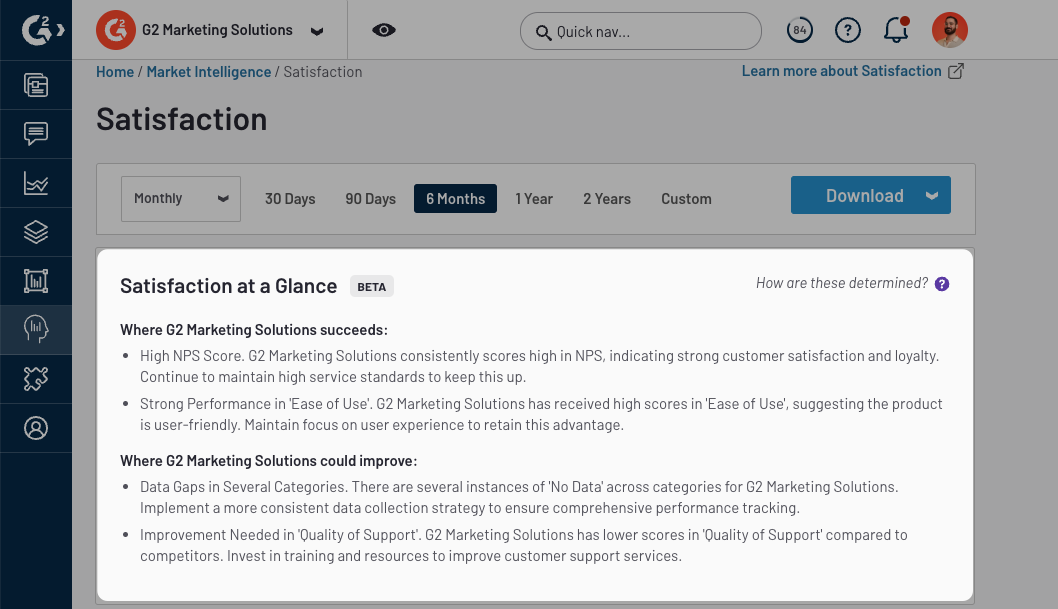 G2 Marketing Solutions
Quick nav...
84
?
Home / Market Intelligence / Satisfaction
Learn more about Satisfaction
Satisfaction
Monthly
30 Days
90 Days
6 Months
1 Year
2 Years
Custom
Download
Satisfaction at a Glance
BETA
How are these determined? ?
Where G2 Marketing Solutions succeeds:
• High NPS Score. G2 Marketing Solutions consistently scores high in NPS, indicating strong customer satisfaction and loyalty.
Continue to maintain high service standards to keep this up.
• Strong Performance in 'Ease of Use'. G2 Marketing Solutions has received high scores in 'Ease of Use', suggesting the product
is user-friendly. Maintain focus on user experience to retain this advantage.
Where G2 Marketing Solutions could improve:
• Data Gaps in Several Categories. There are several instances of 'No Data' across categories for G2 Marketing Solutions.
Implement a more consistent data collection strategy to ensure comprehensive performance tracking.
• Improvement Needed in 'Quality of Support'. G2 Marketing Solutions has lower scores in 'Quality of Support' compared to
competitors. Invest in training and resources to improve customer support services.